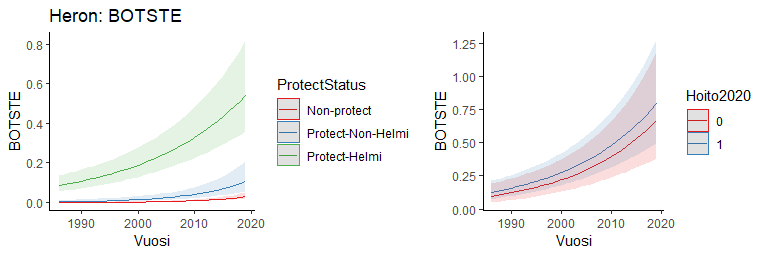 Heron: BOTSTE
BOTSTE
0.8
0.6
0.4
0.2
0.0
1990 2000 2010 2020
Vuosi
ProtectStatus
Non-protect
Protect-Non-Helmi
Protect-Helmi
BOTSTE
1.25
1.00
0.75
0.50
0.25
0.00
1990 2000 2010 2020
Vuosi
Hoito2020
0
1